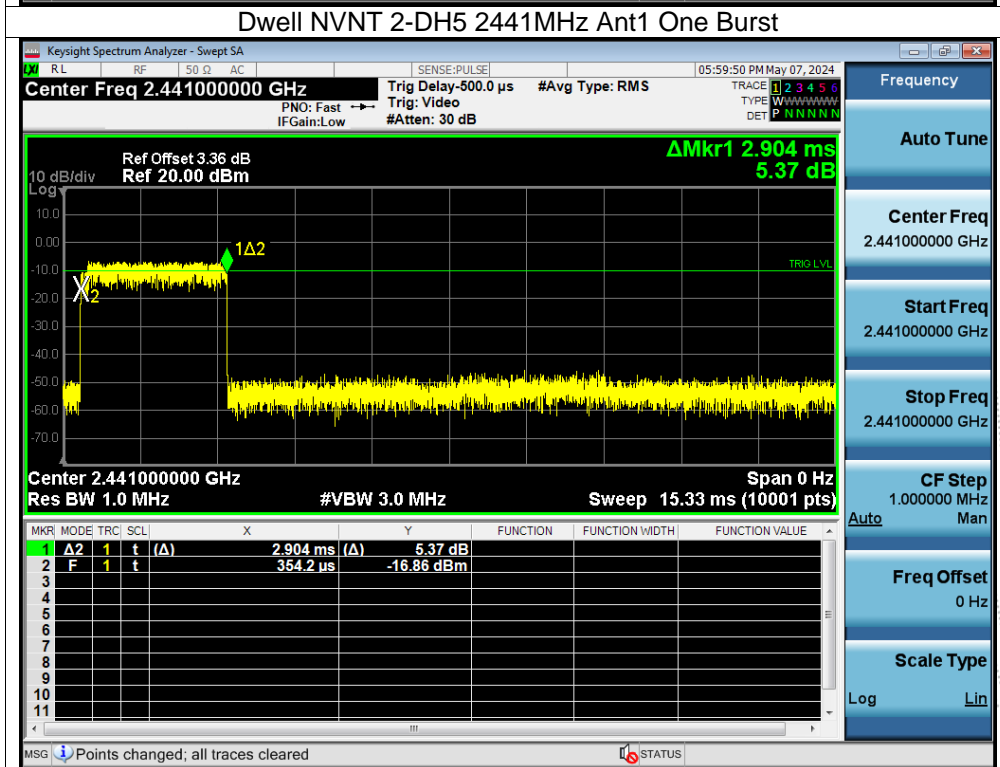 Dwell NVNT 2-DH5 2441MHz Ant1 One Burst
Keysight Spectrum Analyzer - Swept SA
LXI RL RF 50 Ω AC SENSE:PULSE 05:59:50 PM May 07, 2024
Center Freq 2.441000000 GHz Trig Delay-500.0 µs #Avg Type: RMS TRACE 1 2 3 4 5 6
PNO: Fast Trig: Video TYPE WWWWWW
IFGain:Low #Atten: 30 dB DET P N N N N N
Frequency
Auto Tune
Center Freq
2.441000000 GHz
Start Freq
2.441000000 GHz
Stop Freq
2.441000000 GHz
CF Step
1.000000 MHz
Auto Man
Freq Offset
0 Hz
Scale Type
Log Lin
ΔMkr1 2.904 ms
5.37 dB
Ref Offset 3.36 dB
10 dB/div Ref 20.00 dBm
Log
10.0
0.00
-10.0
-20.0
-30.0
-40.0
-50.0
-60.0
-70.0
1Δ2
X2
TRIG LVL
Center 2.441000000 GHz Span 0 Hz
Res BW 1.0 MHz #VBW 3.0 MHz Sweep 15.33 ms (10001 pts)
MKR MODE TRC SCL X Y FUNCTION FUNCTION WIDTH FUNCTION VALUE
1 Δ2 1 t (Δ) 2.904 ms (Δ) 5.37 dB
2 F 1 t 354.2 µs -16.86 dBm
3
4
5
6
7
8
9
10
11
MSG Points changed; all traces cleared STATUS